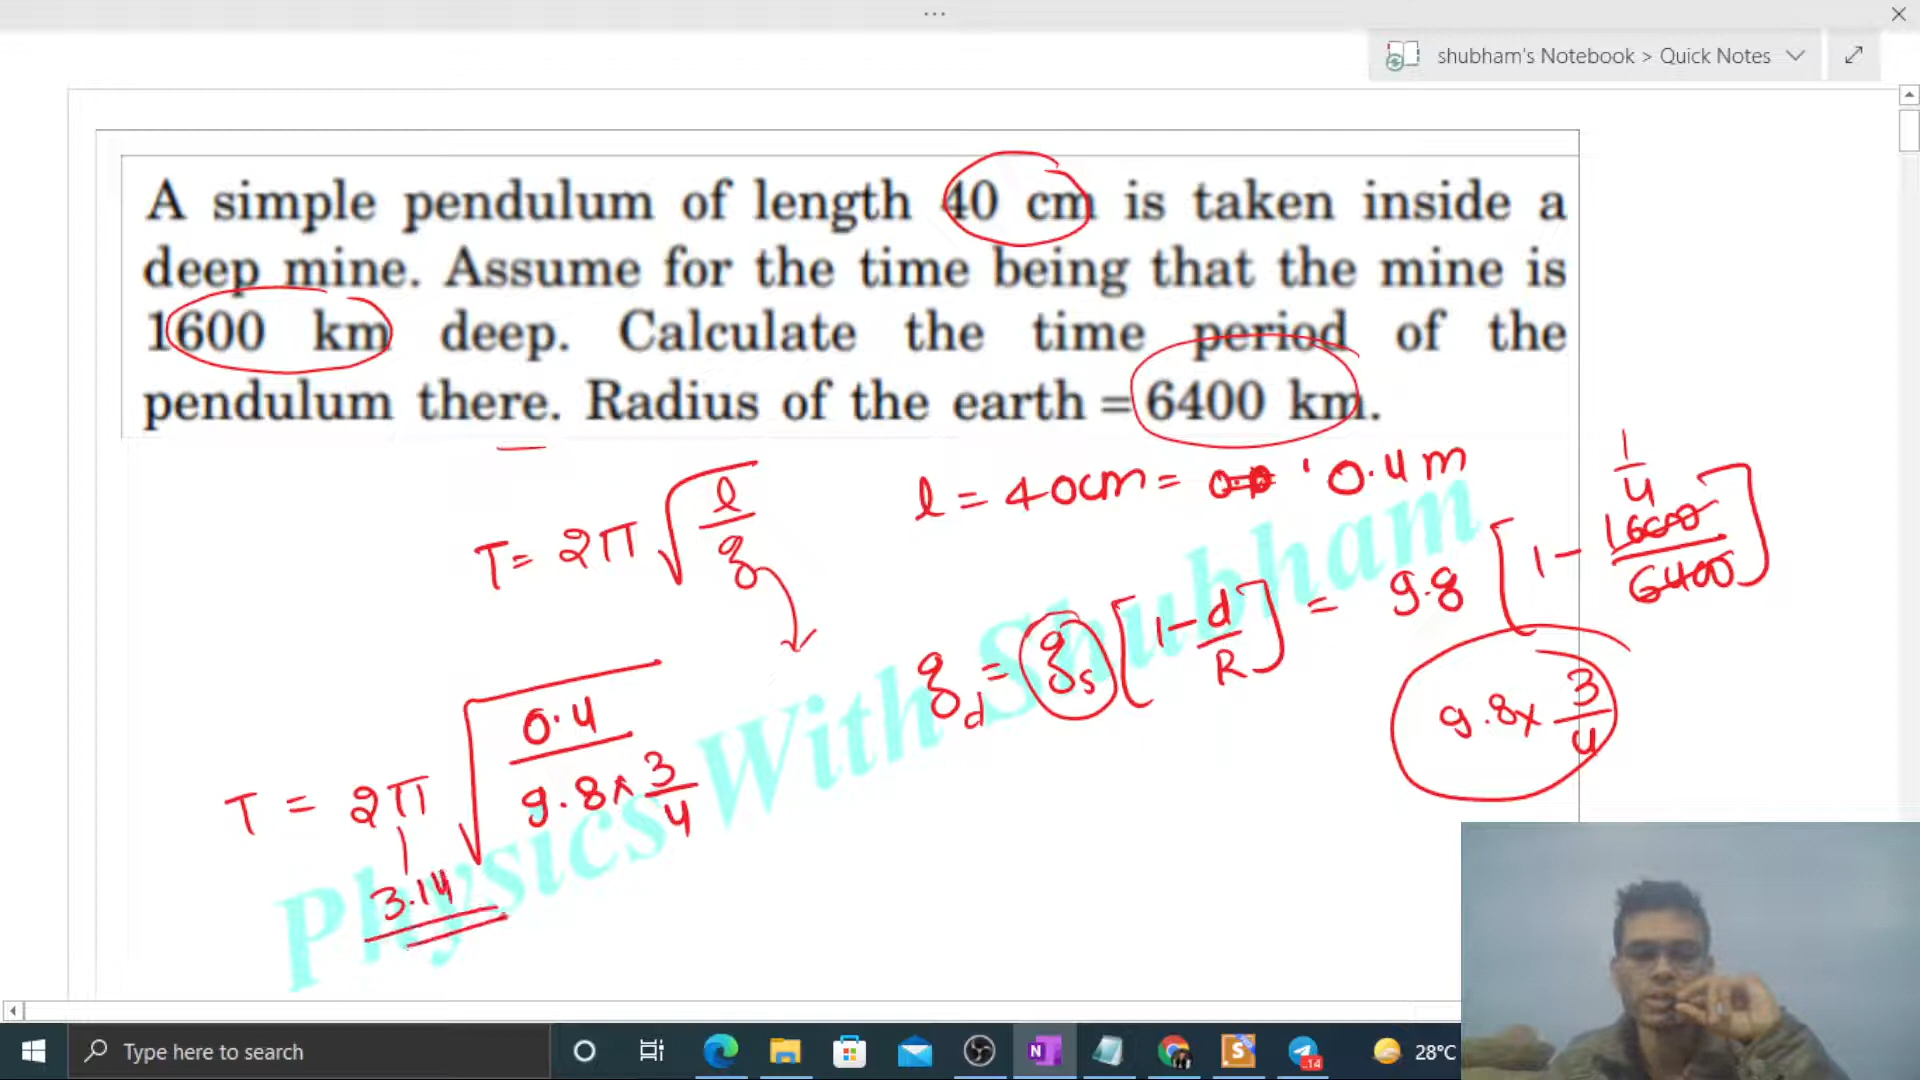 shubham's Notebook > Quick Notes
A simple pendulum of length 40 cm is taken inside a
deep mine. Assume for the time being that the mine is
1600 km deep. Calculate the time period of the
pendulum there. Radius of the earth = 6400 km.
T = 2π √(l/g)
l = 40cm = 0.4m
g_d = g_s [1 - d/R] = 9.8 [1 - 1600/6400]
1/4
9.8 x 3/4
T = 2π √(0.4/(9.8 x 3/4))
3.14
Physics With Shubham
Type here to search
14
28°C